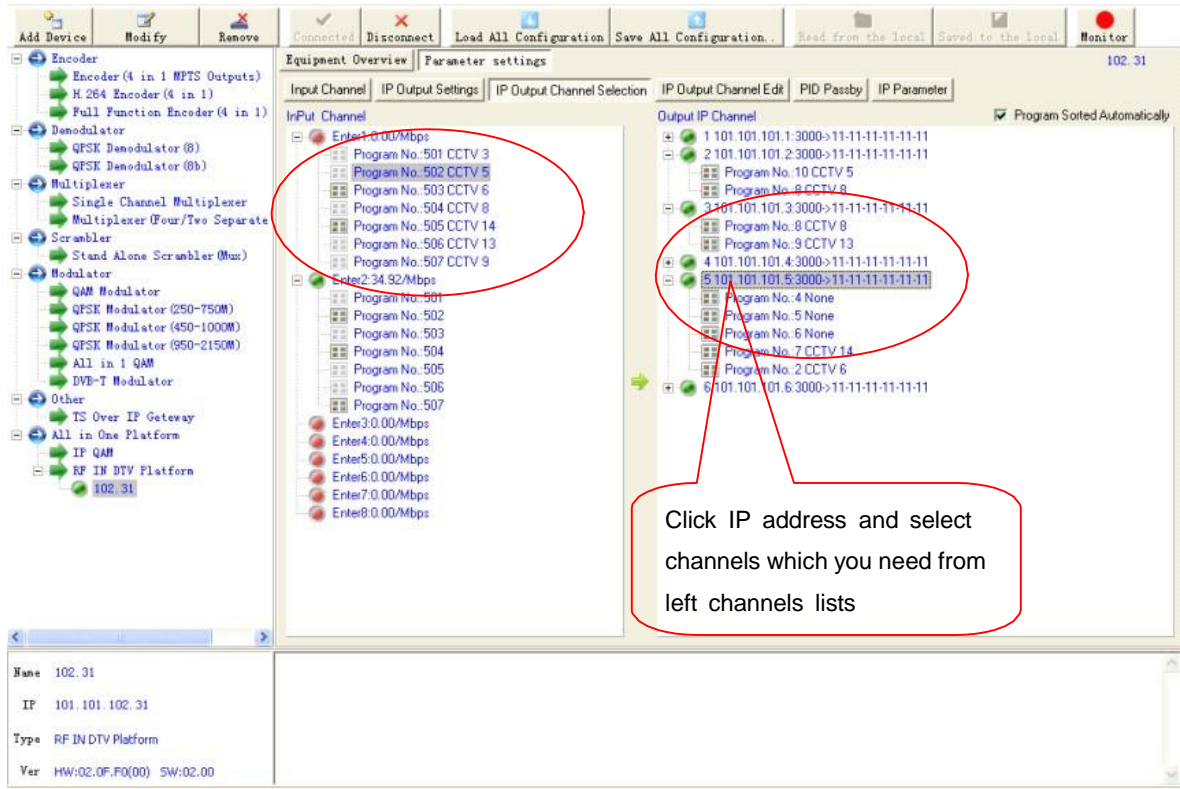 Add Device Modify Remove Connected Disconnect Load All Configuration Save All Configuration.. Read from the local Saved to the local Monitor
Encoder
Encoder(4 in 1 MPTS Outputs)
H.264 Encoder(4 in 1)
Full Function Encoder(4 in 1)
Demodulator
QPSK Demodulator(8)
QPSK Demodulator(8b)
Multiplexer
Single Channel Multiplexer
Multiplexer(Four/Two Separate
Scrambler
Stand Alone Scrambler(Mux)
Modulator
QAM Modulator
QPSK Modulator(250-750M)
QPSK Modulator(450-1000M)
QPSK Modulator(950-2150M)
All in 1 QAM
DVB-T Modulator
Other
TS Over IP Geteway
All in One Platform
IP QAM
RF IN DTV Platform
102.31
Equipment Overview Parameter settings 102.31
Input Channel IP Output Settings IP Output Channel Selection IP Output Channel Edit PID Passby IP Parameter
InPut Channel
Enter1:0.00/Mbps
Program No.:501 CCTV 3
Program No.:502 CCTV 5
Program No.:503 CCTV 6
Program No.:504 CCTV 8
Program No.:505 CCTV 14
Program No.:506 CCTV 13
Program No.:507 CCTV 9
Enter2:34.92/Mbps
Program No.:501
Program No.:502
Program No.:503
Program No.:504
Program No.:505
Program No.:506
Program No.:507
Enter3:0.00/Mbps
Enter4:0.00/Mbps
Enter5:0.00/Mbps
Enter6:0.00/Mbps
Enter7:0.00/Mbps
Enter8:0.00/Mbps
Output IP Channel Program Sorted Automatically
1 101.101.101.1:3000->11-11-11-11-11-11
2 101.101.101.2:3000->11-11-11-11-11-11
Program No.:10 CCTV 5
Program No.:8 CCTV 8
3 101.101.101.3:3000->11-11-11-11-11-11
Program No.:8 CCTV 8
Program No.:9 CCTV 13
4 101.101.101.4:3000->11-11-11-11-11-11
5 101.101.101.5:3000->11-11-11-11-11-11
Program No.:4 None
Program No.:5 None
Program No.:6 None
Program No.:7 CCTV 14
Program No.:2 CCTV 6
6 101.101.101.6:3000->11-11-11-11-11-11
Click IP address and select
channels which you need from
left channels lists
Name 102.31
IP 101.101.102.31
Type RF IN DTV Platform
Ver HW:02.0F.F0(00) SW:02.00